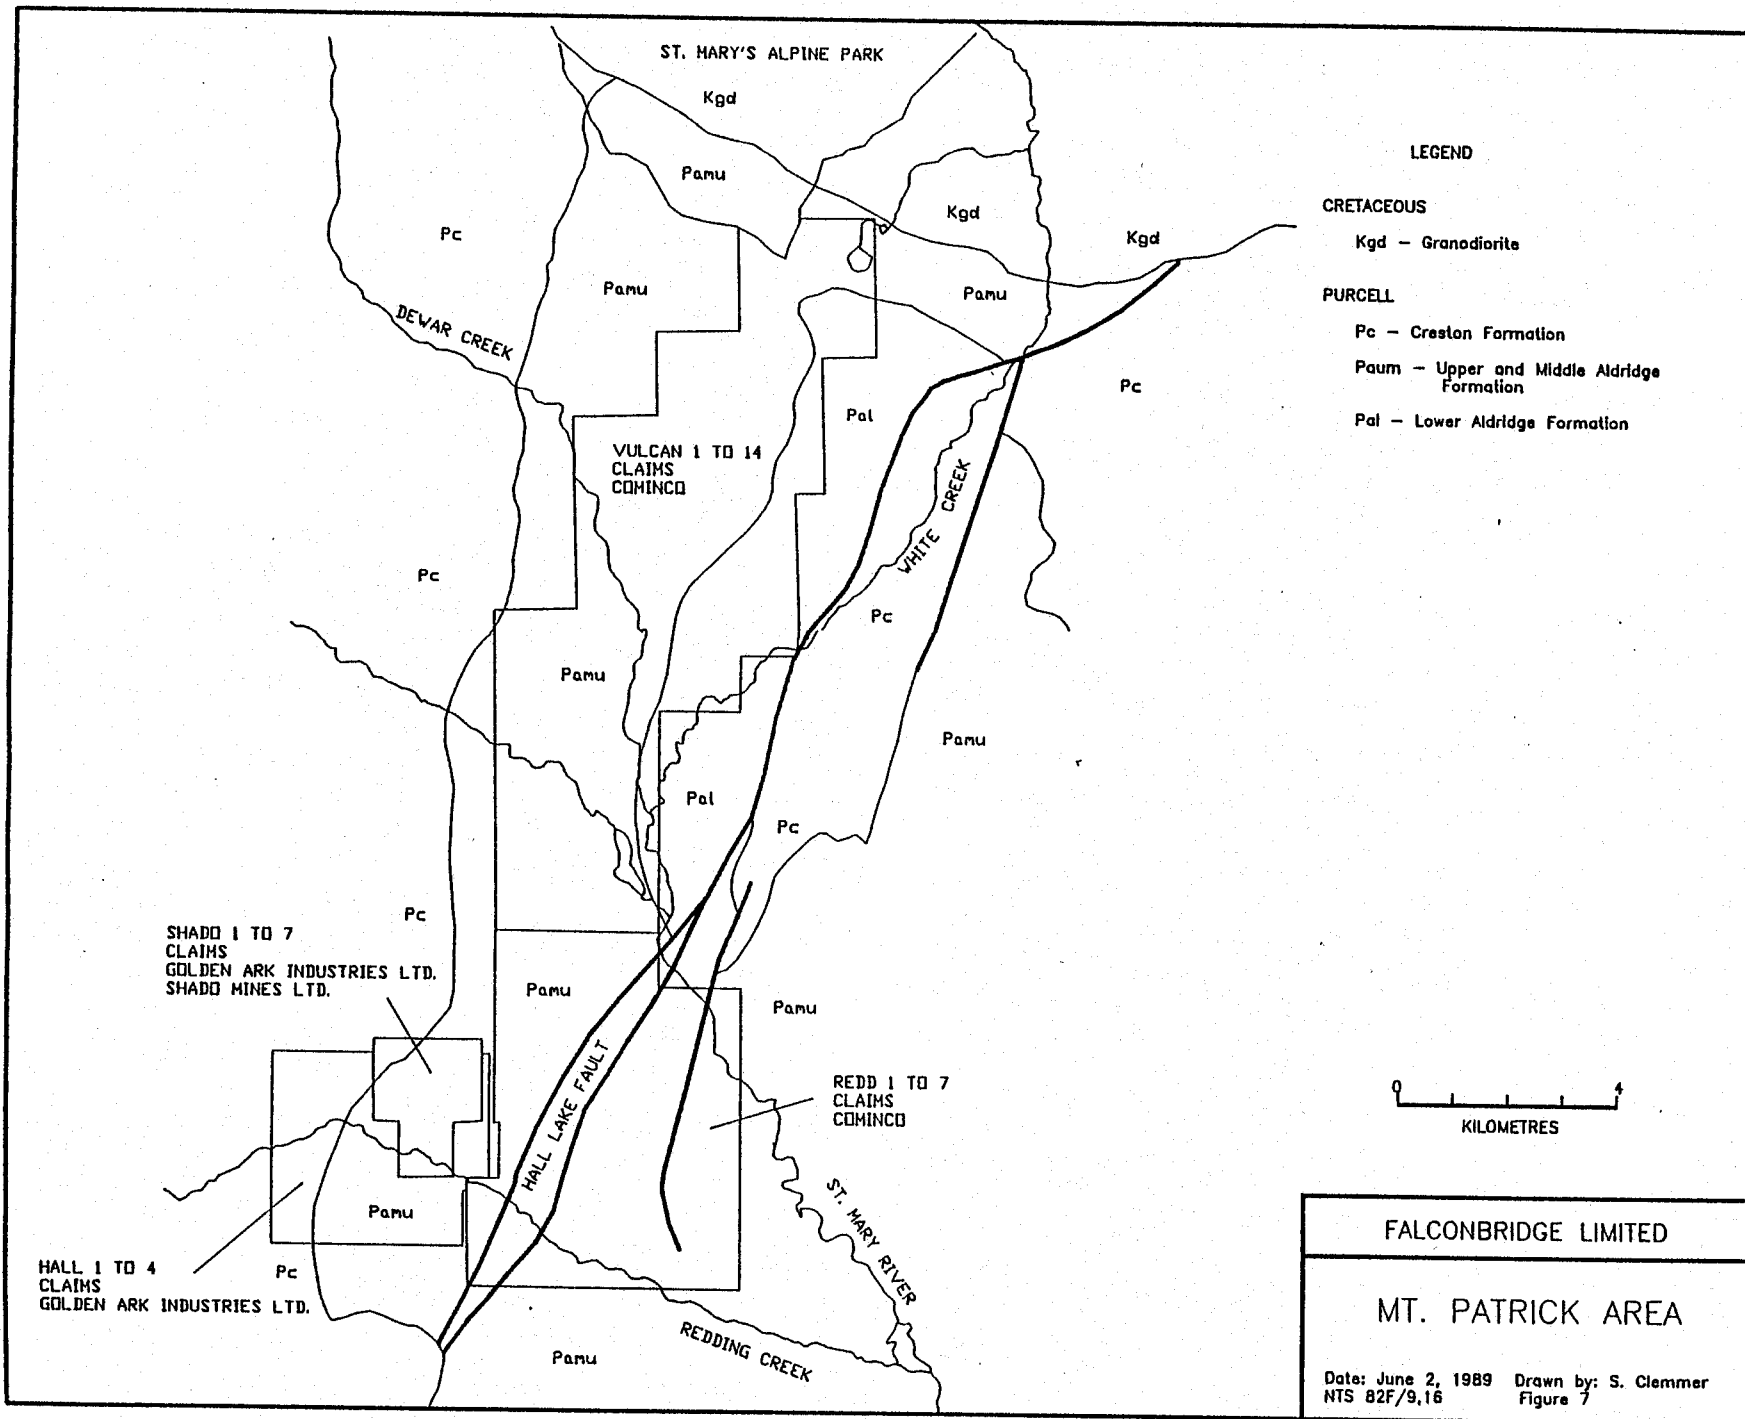 ST. MARY'S ALPINE PARK
Kgd
Pamu
Kgd
Kgd
Pc
Pamu
Pamu
DEWAR CREEK
Pc
Pal
VULCAN 1 TO 14
CLAIMS
COMINCO
WHITE CREEK
Pc
Pc
Pamu
Pamu
Pal
Pc
Pc
SHADO 1 TO 7
CLAIMS
GOLDEN ARK INDUSTRIES LTD.
SHADO MINES LTD.
Pamu
Pamu
HALL LAKE FAULT
REDD 1 TO 7
CLAIMS
COMINCO
ST. MARY RIVER
Pamu
HALL 1 TO 4
CLAIMS
GOLDEN ARK INDUSTRIES LTD.
Pc
REDDING CREEK
Pamu
LEGEND
CRETACEOUS
Kgd – Granodiorite
PURCELL
Pc – Creston Formation
Paum – Upper and Middle Aldridge
Formation
Pal – Lower Aldridge Formation
0 4
KILOMETRES
FALCONBRIDGE LIMITED
MT. PATRICK AREA
Date: June 2, 1989 Drawn by: S. Clemmer
NTS 82F/9,16 Figure 7